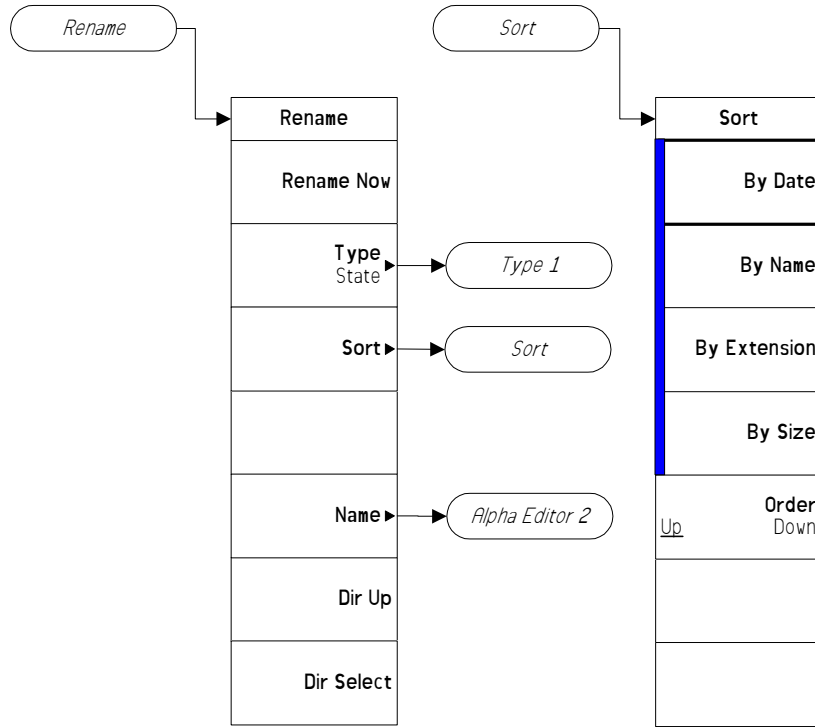 Rename
Rename
Rename Now
Type
State
Type 1
Sort
Sort
Name
Alpha Editor 2
Dir Up
Dir Select
Sort
Sort
By Date
By Name
By Extension
By Size
Order
Up Down